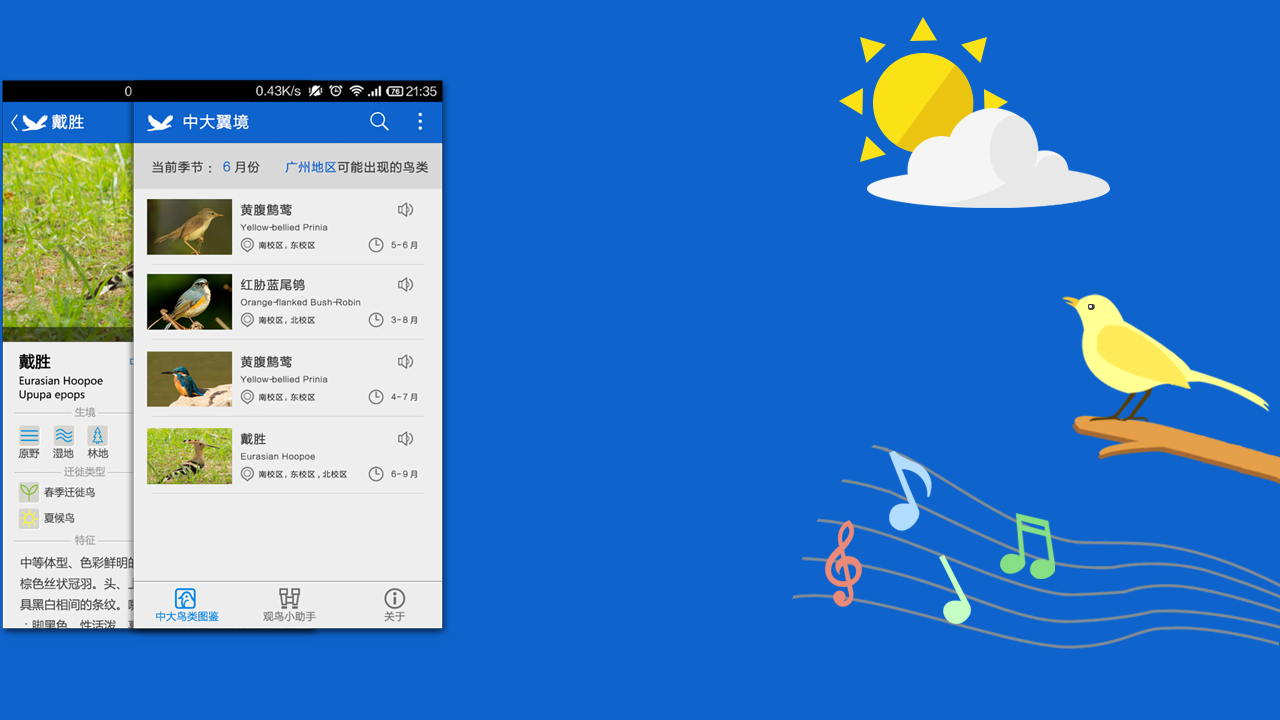 0
戴胜
戴胜
Eurasian Hoopoe
Upupa epops
生境
原野 湿地 林地
迁徙类型
春季迁徙鸟
夏候鸟
特征
中等体型、色彩鲜明的
棕色丝状冠羽。头、上
具黑白相间的条纹。
：脚黑色。性活泼，
0.43K/s 76 21:35
中大翼境
当前季节： 6 月份 广州地区可能出现的鸟类
黄腹鹪莺
Yellow-bellied Prinia
南校区，东校区 5-6 月
红胁蓝尾鸲
Orange-flanked Bush-Robin
南校区，北校区 3-8 月
黄腹鹪莺
Yellow-bellied Prinia
南校区，东校区 4-7 月
戴胜
Eurasian Hoopoe
南校区，东校区，北校区 6-9 月
中大鸟类图鉴 观鸟小助手 关于